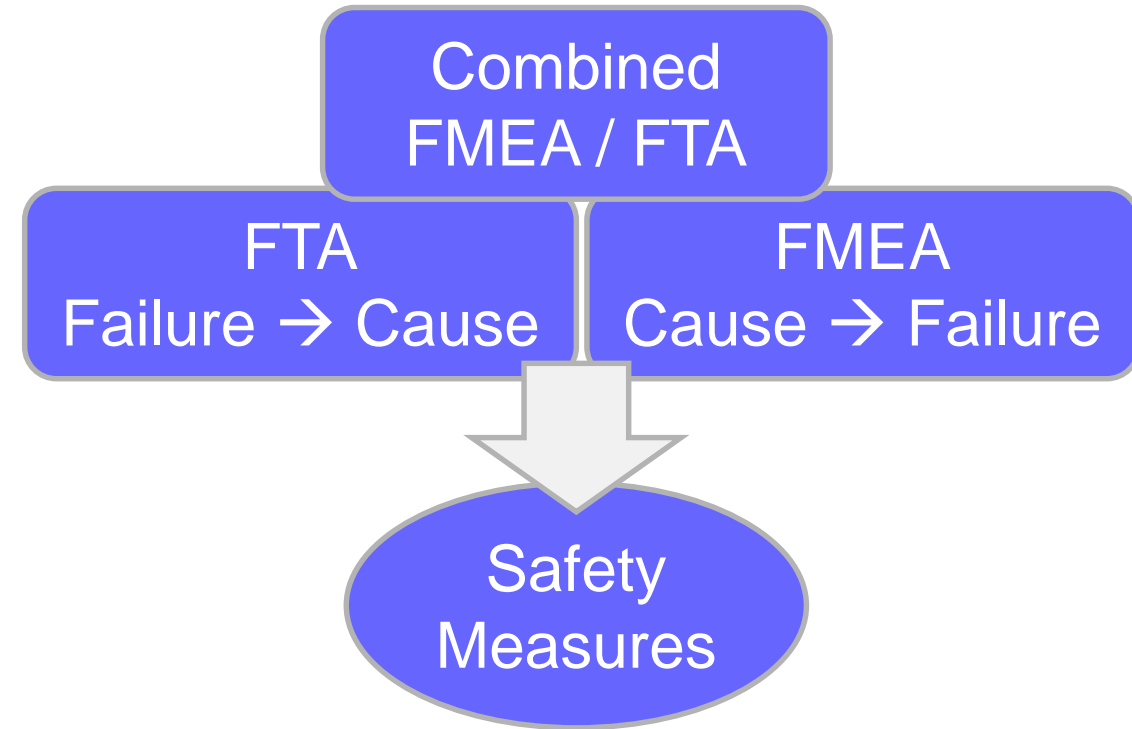 Combined
FMEA / FTA
FTA
Failure → Cause
FMEA
Cause → Failure
Safety
Measures